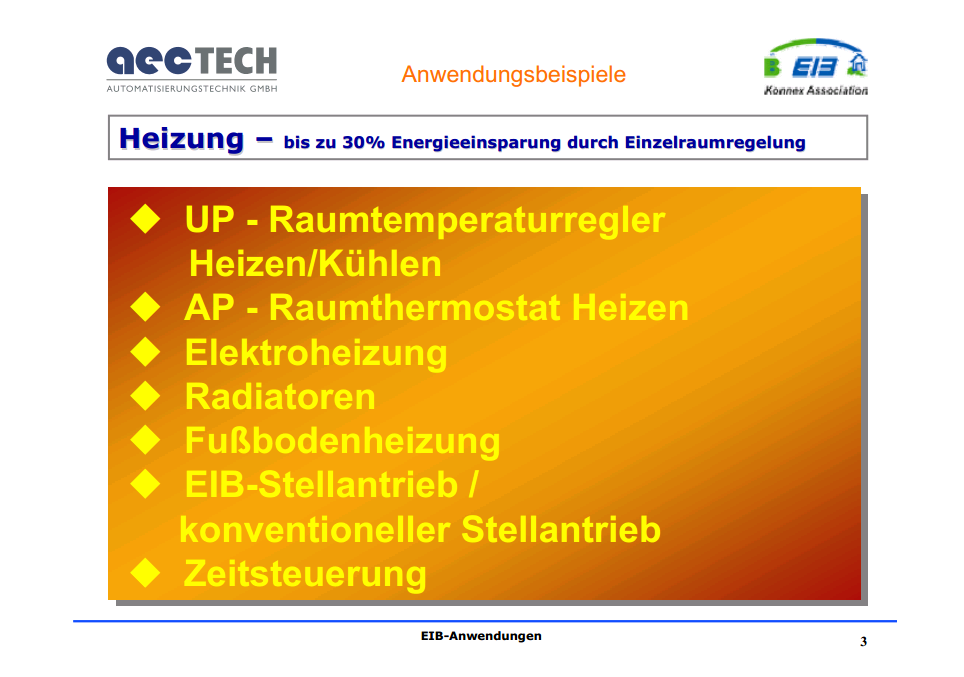 aecTECH
AUTOMATISIERUNGSTECHNIK GMBH
Anwendungsbeispiele
EIB
Konnex Association
Heizung – bis zu 30% Energieeinsparung durch Einzelraumregelung
◆ UP - Raumtemperaturregler
Heizen/Kühlen
◆ AP - Raumthermostat Heizen
◆ Elektroheizung
◆ Radiatoren
◆ Fußbodenheizung
◆ EIB-Stellantrieb /
konventioneller Stellantrieb
◆ Zeitsteuerung
EIB-Anwendungen
3